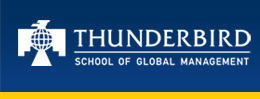 THUNDERBIRD
SCHOOL OF GLOBAL MANAGEMENT